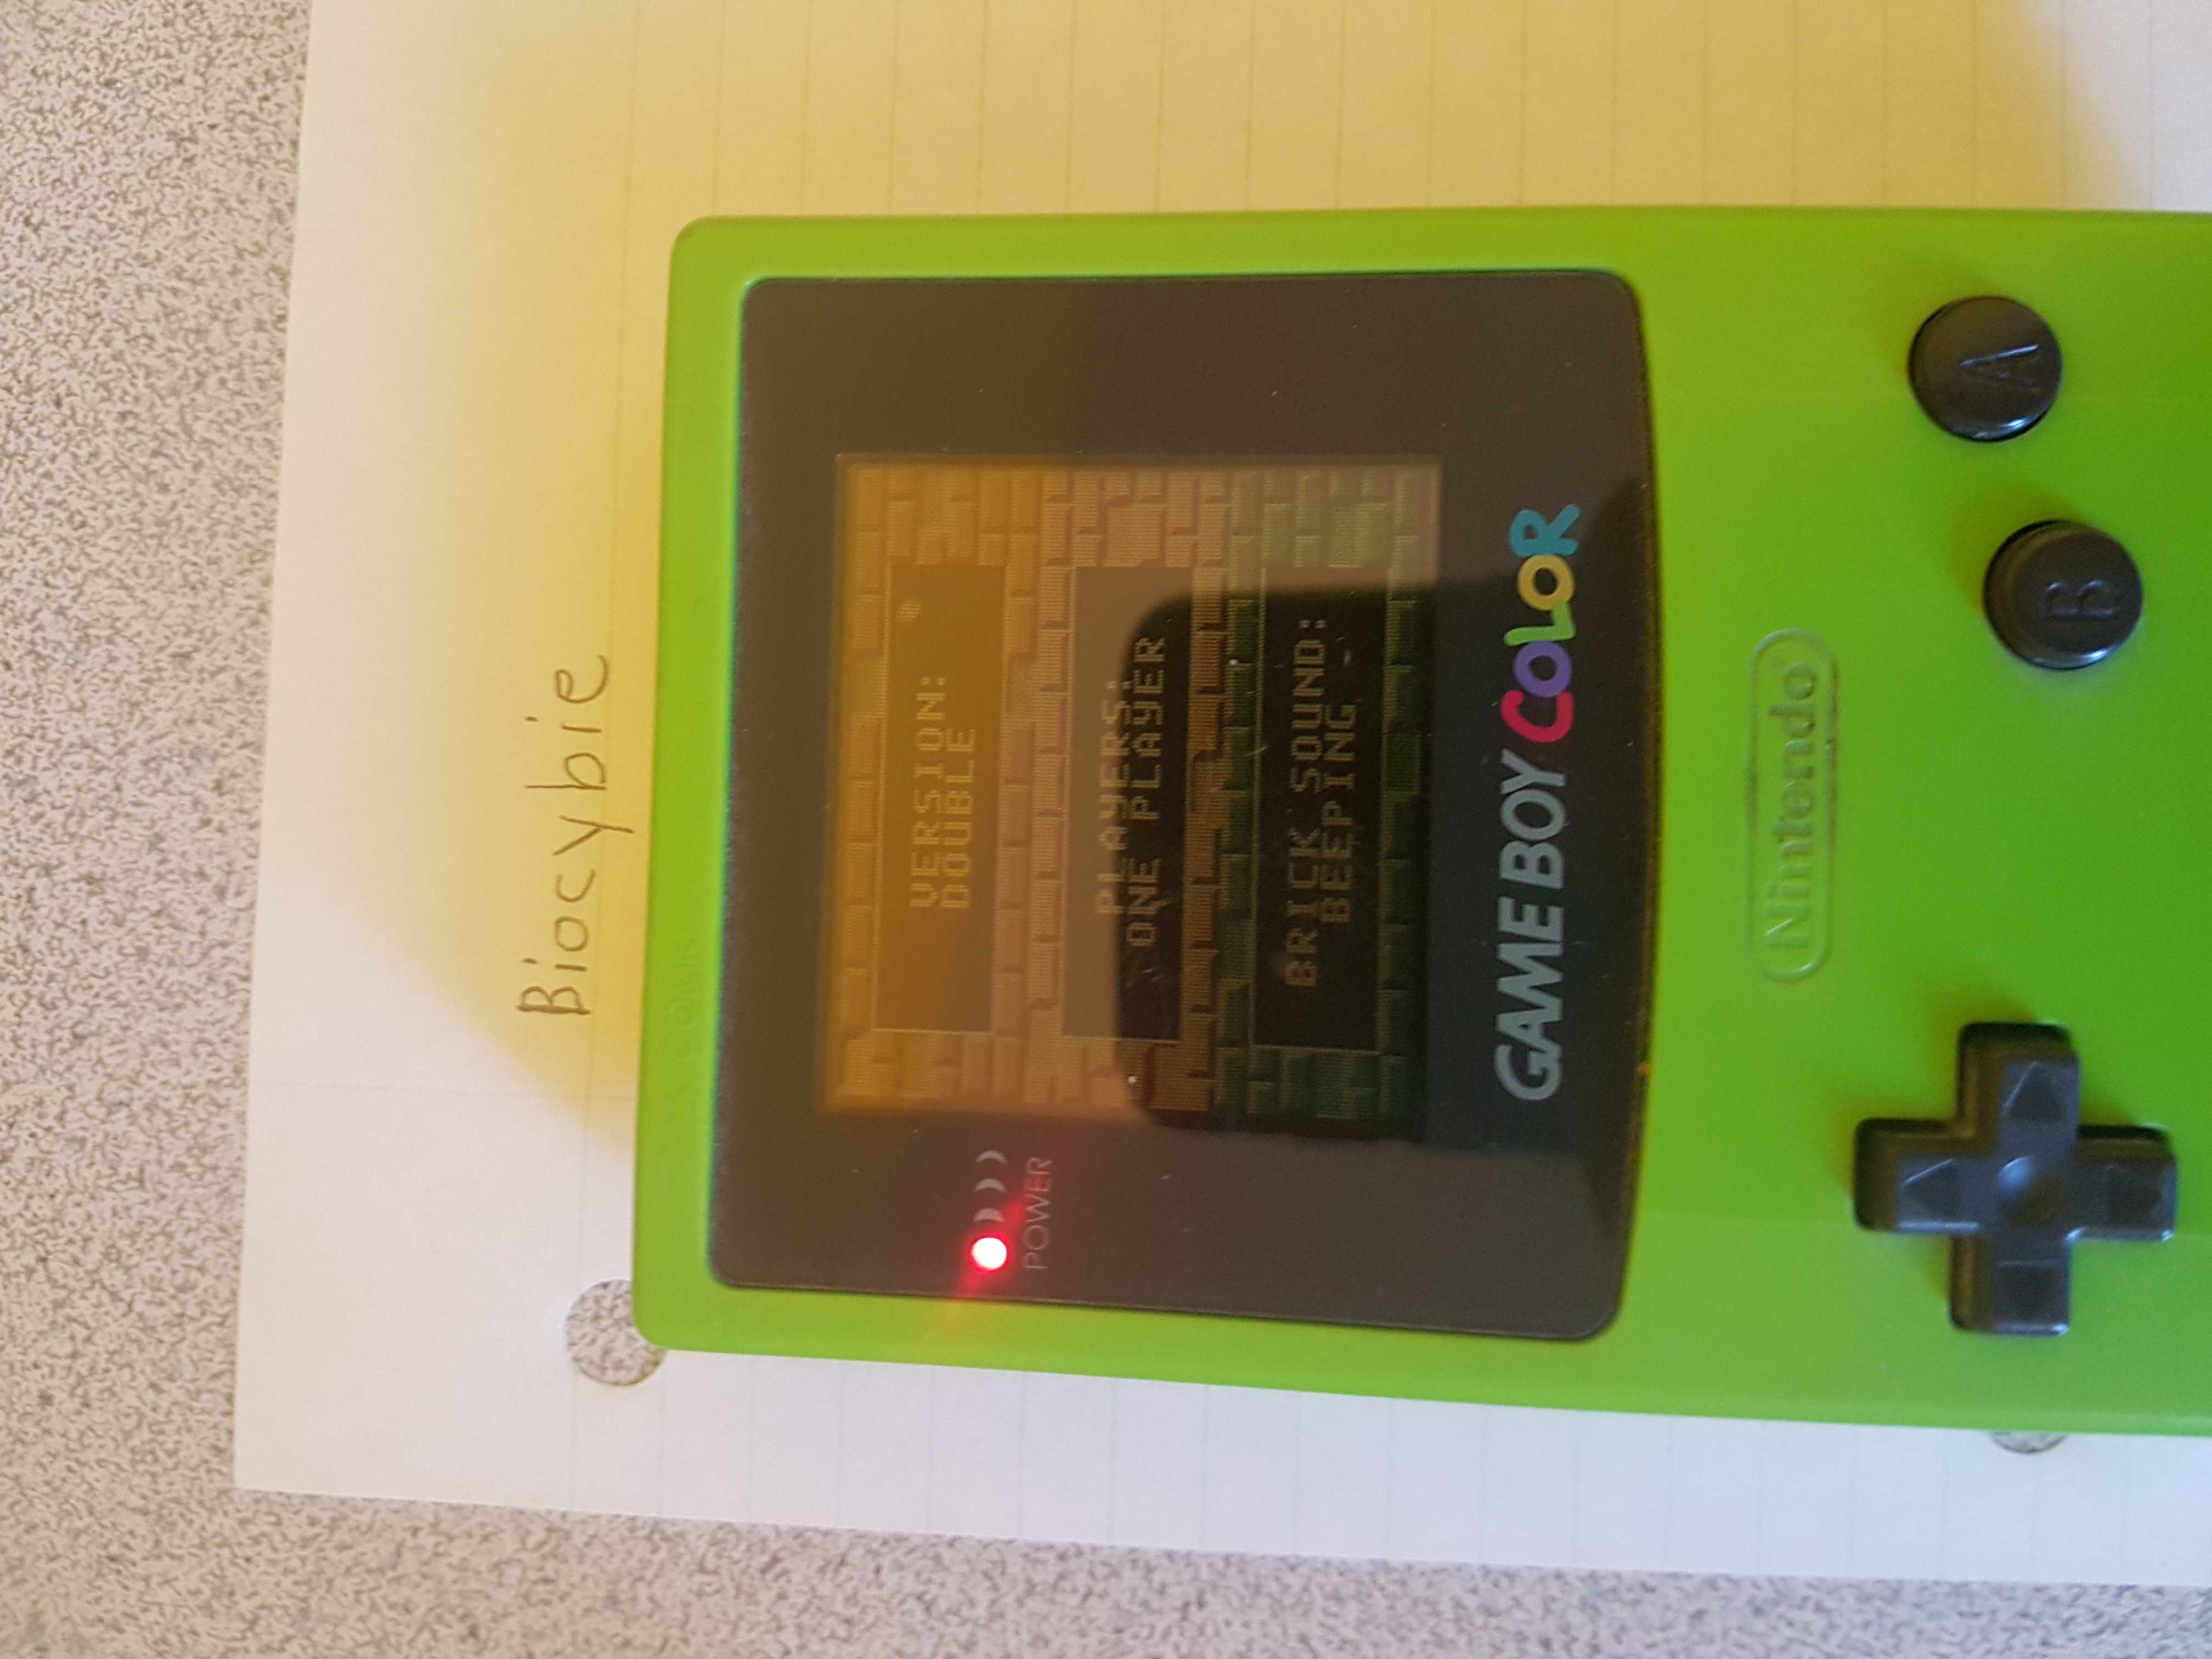 Biocybie
VERSION:
DOUBLE
PLAYERS:
ONE PLAYER
BRICK SOUND:
BEEPING
POWER
GAME BOY COLOR
Nintendo
B
A